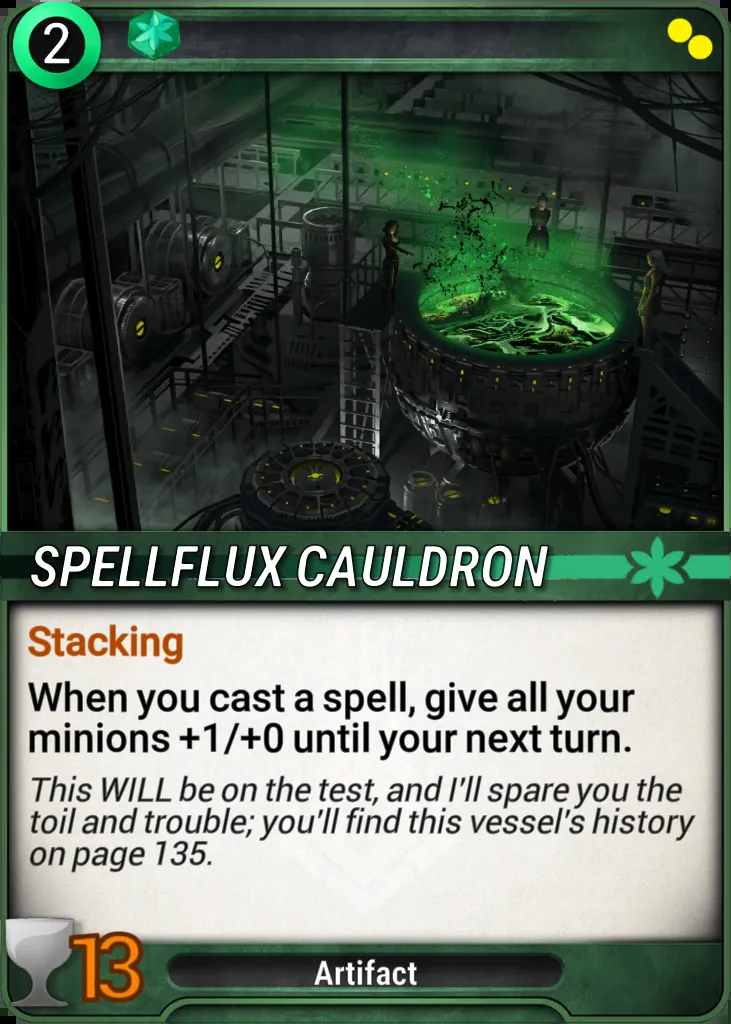 2
SPELLFLUX CAULDRON
Stacking
When you cast a spell, give all your
minions +1/+0 until your next turn.
This WILL be on the test, and I'll spare you the
toil and trouble; you'll find this vessel's history
on page 135.
13
Artifact